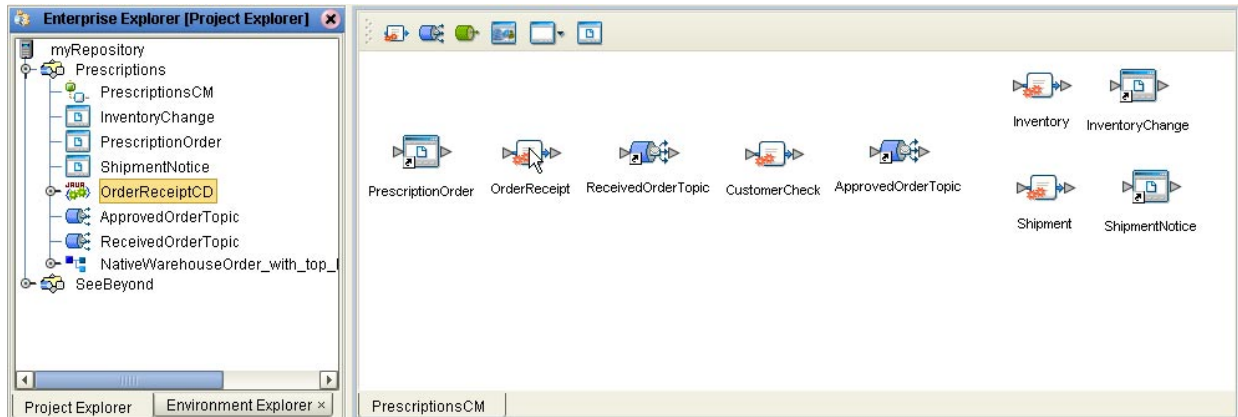 Enterprise Explorer [Project Explorer]
myRepository
Prescriptions
PrescriptionsCM
InventoryChange
PrescriptionOrder
ShipmentNotice
JAVA
OrderReceiptCD
ApprovedOrderTopic
ReceivedOrderTopic
NativeWarehouseOrder_with_top_
SeeBeyond
Project Explorer
Environment Explorer ×
Inventory
InventoryChange
PrescriptionOrder
OrderReceipt
ReceivedOrderTopic
CustomerCheck
ApprovedOrderTopic
Shipment
ShipmentNotice
PrescriptionsCM